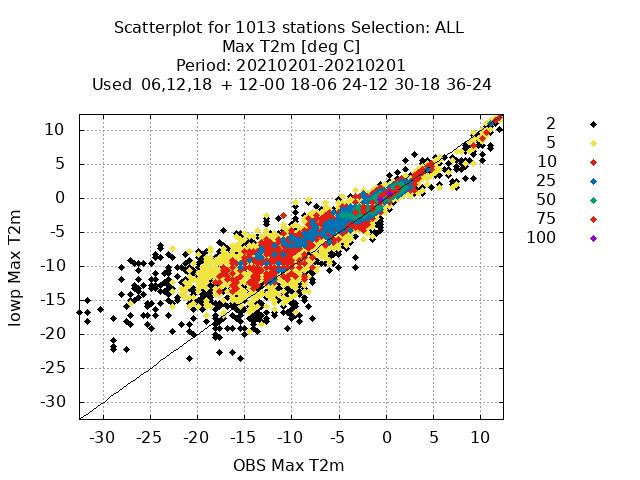 Scatterplot for 1013 stations Selection: ALL
Max T2m [deg C]
Period: 20210201-20210201
Used  06,12,18  + 12-00 18-06 24-12 30-18 36-24
Iowp Max T2m
10
5
0
-5
-10
-15
-20
-25
-30
-30 -25 -20 -15 -10 -5 0 5 10
OBS Max T2m
2
5
10
25
50
75
100